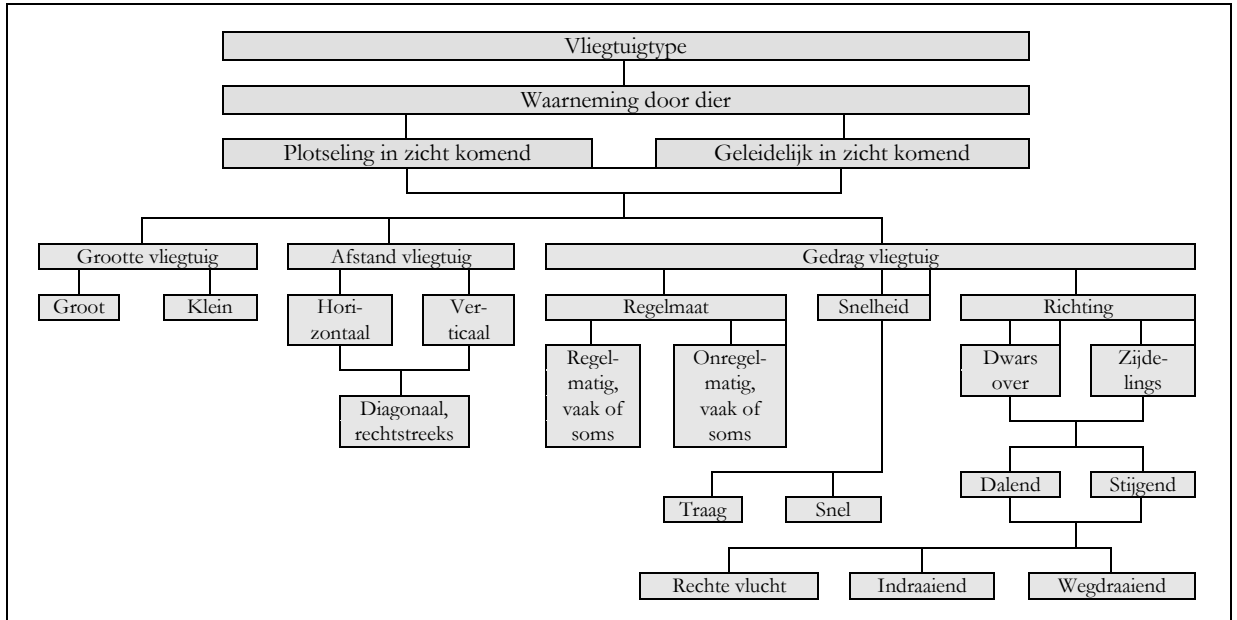 Vliegtuigtype
Waarneming door dier
Plotseling in zicht komend
Geleidelijk in zicht komend
Grootte vliegtuig
Afstand vliegtuig
Gedrag vliegtuig
Groot
Klein
Hori-
zontaal
Ver-
ticaal
Regelmaat
Snelheid
Richting
Regel-
matig,
vaak of
soms
Onregel-
matig,
vaak of
soms
Dwars
over
Zijde-
lings
Diagonaal,
rechtstreeks
Dalend
Stijgend
Traag
Snel
Rechte vlucht
Indraaiend
Wegdraaiend